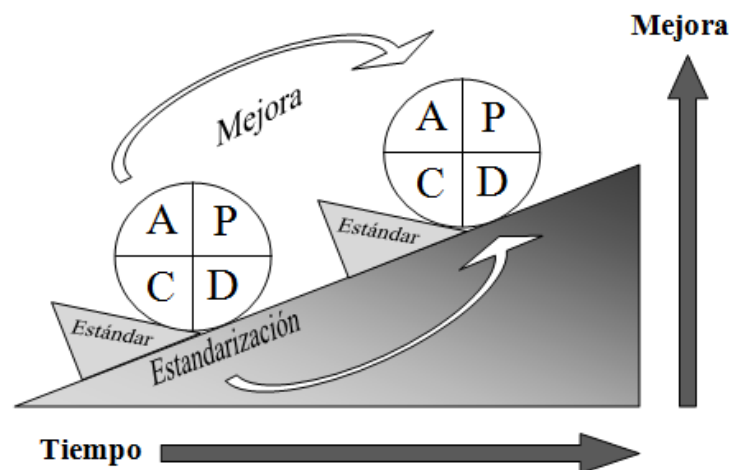 Mejora
Mejora
A P
C D
Estándar
A P
C D
Estándar
Estandarización
Tiempo